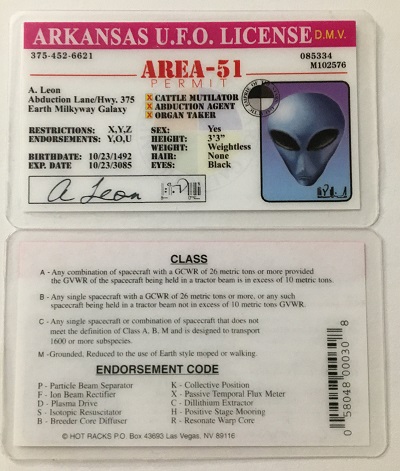 ARKANSAS U.F.O. LICENSE D.M.V.
375-452-6621 085334
M102576
AREA-51
PERMIT
A. Leon
Abduction Lane/Hwy. 375
Earth Milkyway Galaxy
X CATTLE MUTILATOR
X ABDUCTION AGENT
X ORGAN TAKER
RESTRICTIONS: X,Y,Z
ENDORSEMENTS: Y,O,U
BIRTHDATE: 10/23/1492
EXP. DATE 10/23/3085
SEX: Yes
HEIGHT: 3'3"
WEIGHT: Weightless
HAIR: None
EYES: Black
A Leon
CLASS
A - Any combination of spacecraft with a GCWR of 26 metric tons or more provided
the GVWR of the spacecraft being held in a tractor beam is in excess of 10 metric tons.
B - Any single spacecraft with a GCWR of 26 metric tons or more, or any such
spacecraft being held in a tractor beam not in excess of 10 metric tons GVWR.
C - Any single spacecraft or combination of spacecraft that does not
meet the definition of Class A, B, M and is designed to transport
1600 or more subspecies.
M -Grounded. Reduced to the use of Earth style moped or walking.
ENDORSEMENT CODE
P - Particle Beam Separator
F - Ion Beam Rectifier
D - Plasma Drive
S - Isotopic Resuscitator
B - Breeder Core Diffuser
K - Collective Position
X - Passive Temporal Flux Meter
C - Dillithium Extractor
H - Positive Stage Mooring
R - Resonate Warp Core
© HOT RACKS P.O. Box 43693 Las Vegas, NV 89116
0 58048 00030 8